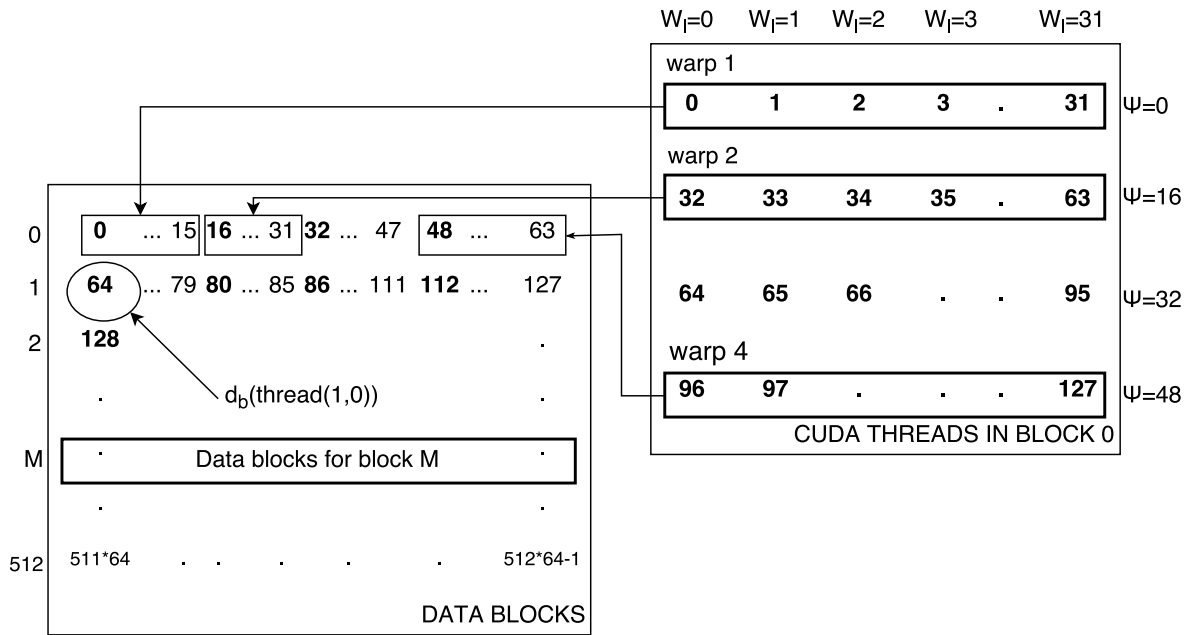 W_l=0 W_l=1 W_l=2 W_l=3 W_l=31
warp 1
0 1 2 3 . 31 Ψ=0
warp 2
32 33 34 35 . 63 Ψ=16
64 65 66 . . 95 Ψ=32
warp 4
96 97 . . . 127 Ψ=48
CUDA THREADS IN BLOCK 0
0 0 ... 15 16 ... 31 32 ... 47 48 ... 63
1 64 ... 79 80 ... 85 86 ... 111 112 ... 127
2 128 .
. .
d_b(thread(1,0))
M . Data blocks for block M .
. .
512 511*64 . . . . . 512*64-1
DATA BLOCKS